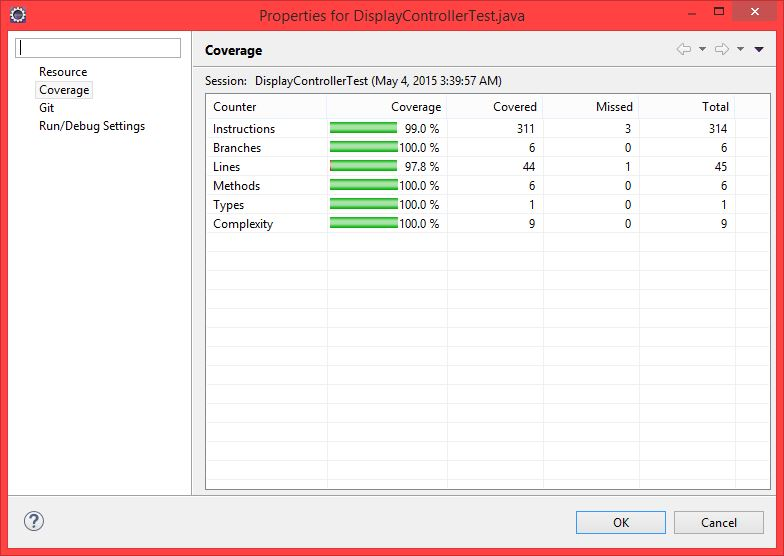 Properties for DisplayControllerTest.java
Resource
Coverage
Git
Run/Debug Settings
Coverage
Session: DisplayControllerTest (May 4, 2015 3:39:57 AM)
Counter Coverage Covered Missed Total
Instructions 99.0 % 311 3 314
Branches 100.0 % 6 0 6
Lines 97.8 % 44 1 45
Methods 100.0 % 6 0 6
Types 100.0 % 1 0 1
Complexity 100.0 % 9 0 9
OK Cancel